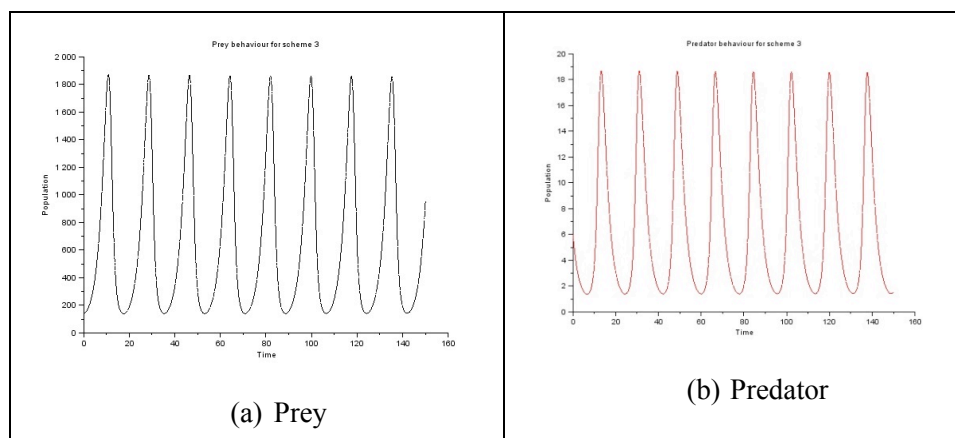 Prey behaviour for scheme 3
2 000
1 800
1 600
1 400
1 200
1 000
800
600
400
200
0
Population
0 20 40 60 80 100 120 140 160
Time
(a) Prey
Predator behaviour for scheme 3
20
18
16
14
12
10
8
6
4
2
0
Population
0 20 40 60 80 100 120 140 160
Time
(b) Predator